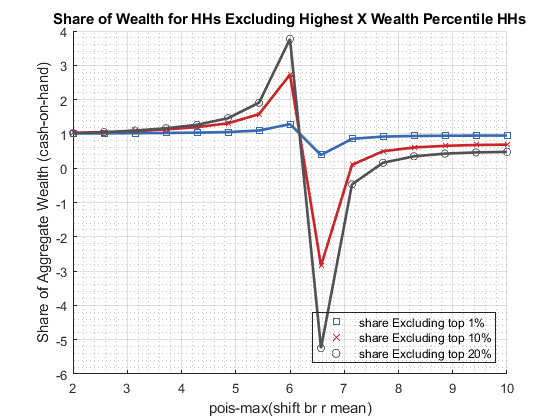 Share of Wealth for HHs Excluding Highest X Wealth Percentile HHs
4
3
2
1
0
-1
-2
-3
-4
-5
-6
Share of Aggregate Wealth (cash-on-hand)
share Excluding top 1%
share Excluding top 10%
share Excluding top 20%
2 3 4 5 6 7 8 9 10
pois-max(shift br r mean)